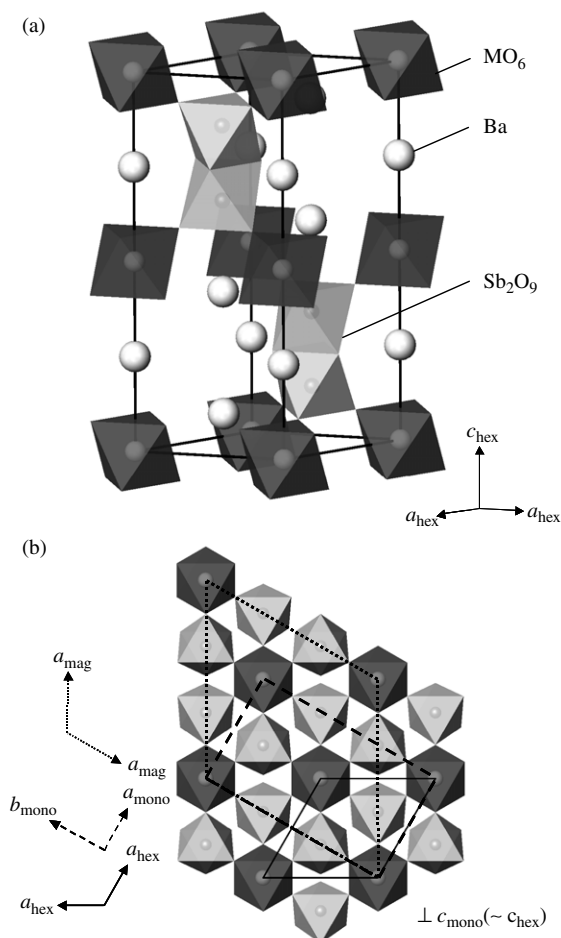 (a)
MO6
Ba
Sb2O9
chex
ahex
ahex
(b)
amag
amag
bmono
amono
ahex
ahex
⊥ cmono(~ chex)